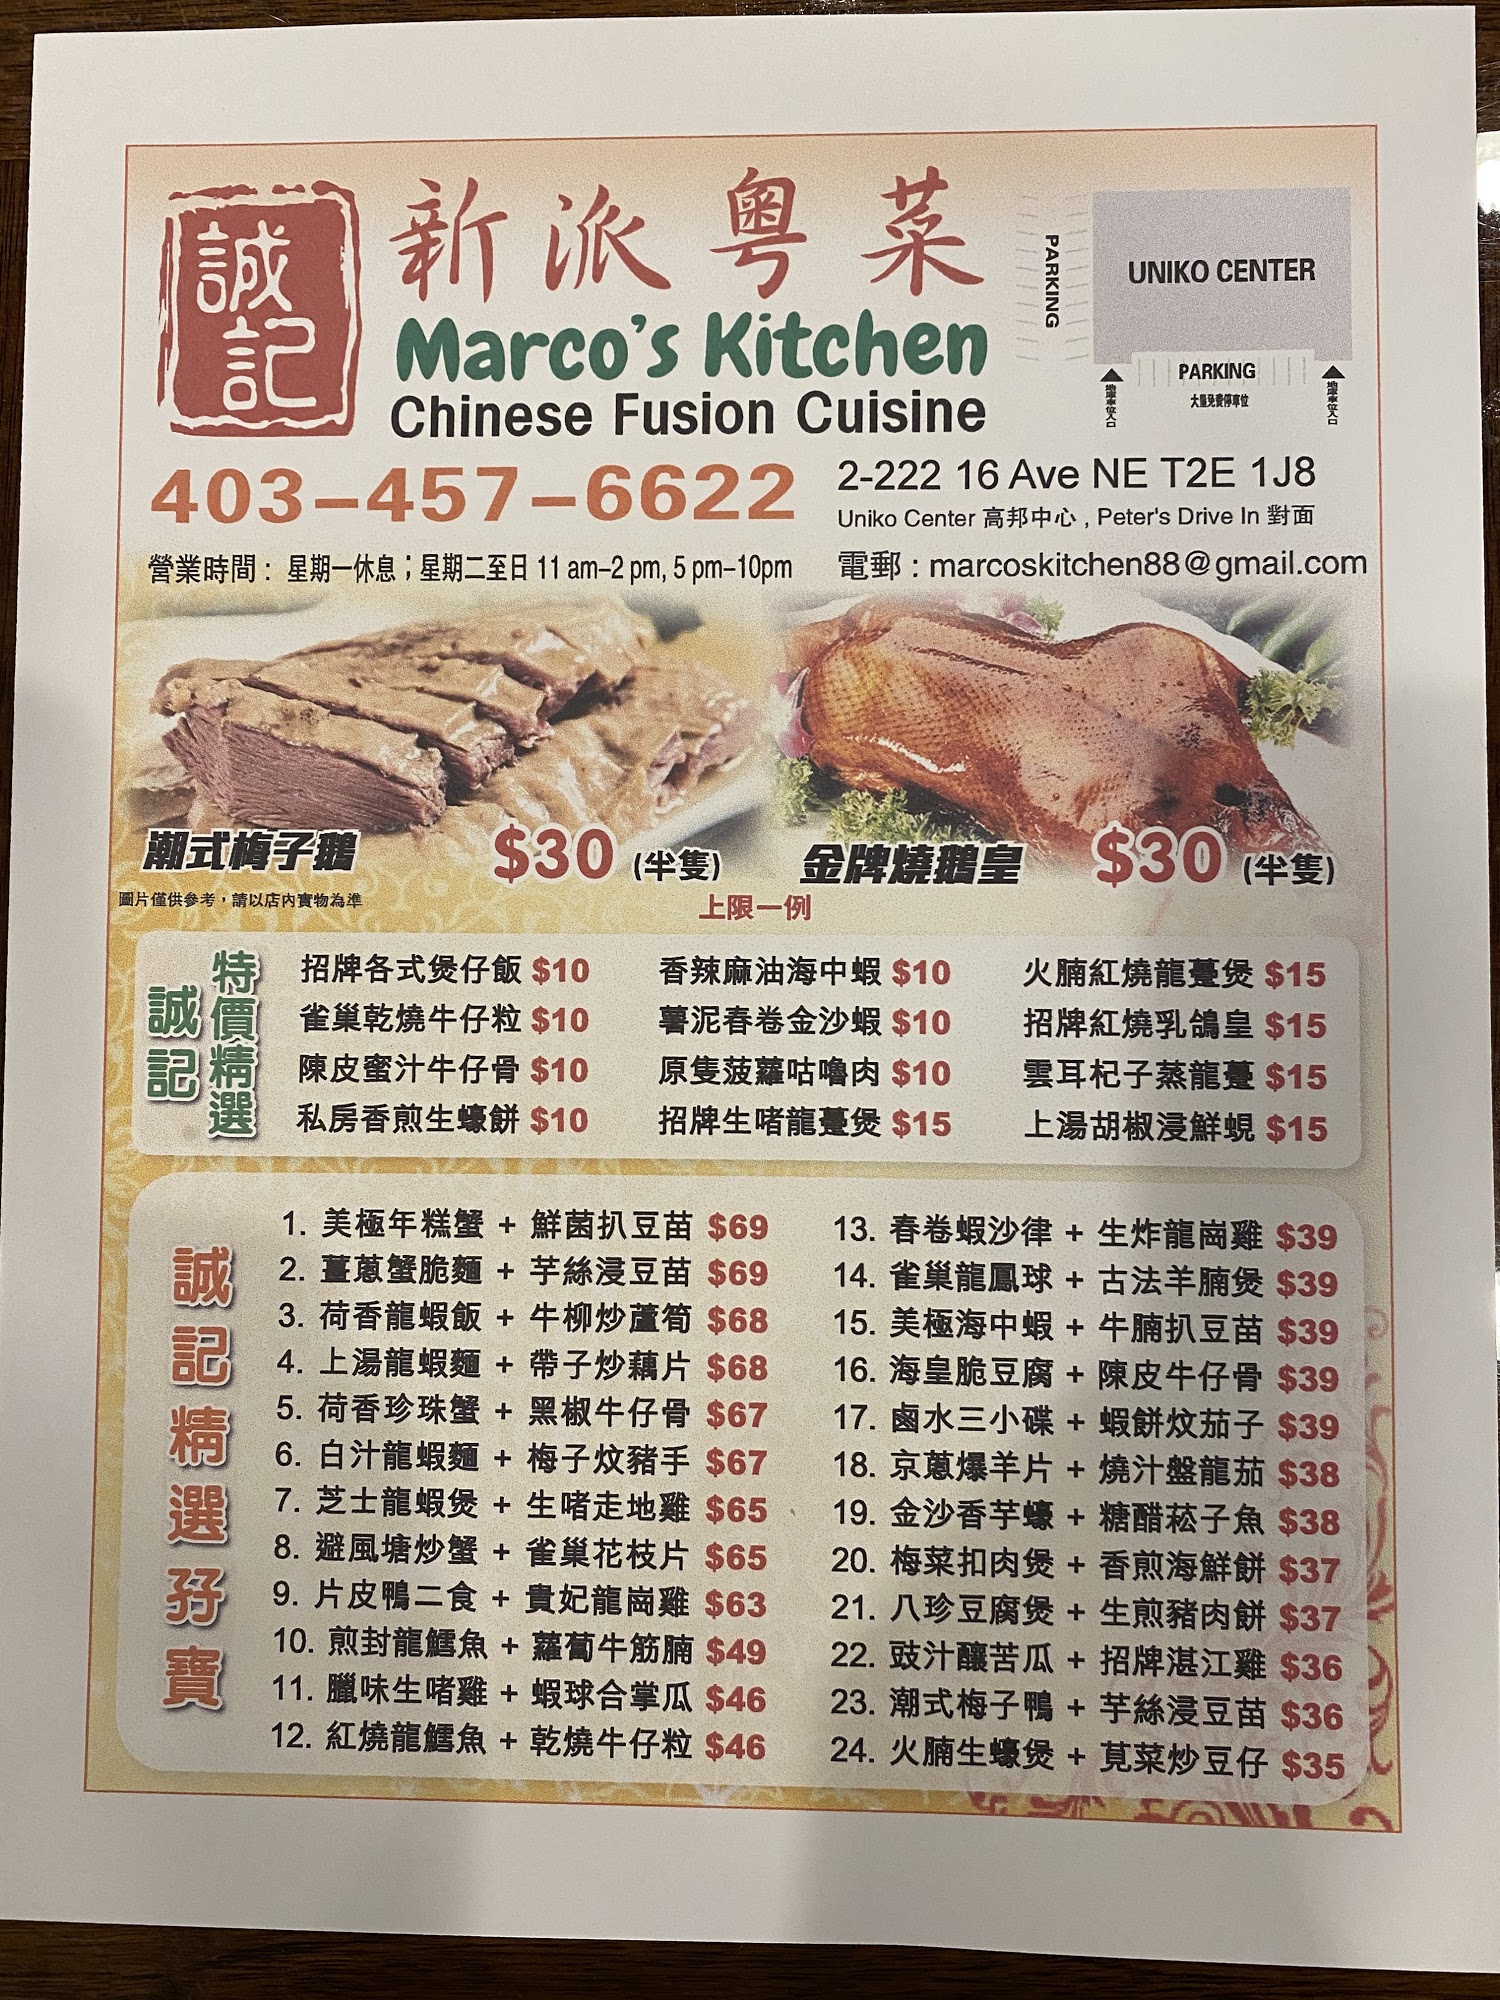 誠記
新派粵菜
Marco's Kitchen
Chinese Fusion Cuisine
PARKING
UNIKO CENTER
PARKING
大量免費停車位
地庫車位入口
地庫車位入口
403-457-6622
2-222 16 Ave NE T2E 1J8
Uniko Center 高邦中心 , Peter's Drive In 對面
營業時間 : 星期一休息 ; 星期二至日 11 am-2 pm, 5 pm-10pm
電郵 : marcoskitchen88@gmail.com
潮式梅子鵝 $30 (半隻)
金牌燒鵝皇 $30 (半隻)
圖片僅供參考，請以店內實物為準
上限一例
誠記
特價精選
招牌各式煲仔飯 $10
雀巢乾燒牛仔粒 $10
陳皮蜜汁牛仔骨 $10
私房香煎生蠔餅 $10
香辣麻油海中蝦 $10
薯泥春卷金沙蝦 $10
原隻菠蘿咕嚕肉 $10
招牌生啫龍躉煲 $15
火腩紅燒龍躉煲 $15
招牌紅燒乳鴿皇 $15
雲耳杞子蒸龍躉 $15
上湯胡椒浸鮮蜆 $15
誠記精選孖寶
1. 美極年糕蟹 + 鮮菌扒豆苗 $69
2. 薑蔥蟹脆麵 + 芋絲浸豆苗 $69
3. 荷香龍蝦飯 + 牛柳炒蘆筍 $68
4. 上湯龍蝦麵 + 帶子炒藕片 $68
5. 荷香珍珠蟹 + 黑椒牛仔骨 $67
6. 白汁龍蝦麵 + 梅子炆豬手 $67
7. 芝士龍蝦煲 + 生啫走地雞 $65
8. 避風塘炒蟹 + 雀巢花枝片 $65
9. 片皮鴨二食 + 貴妃龍崗雞 $63
10. 煎封龍鱈魚 + 蘿蔔牛筋腩 $49
11. 臘味生啫雞 + 蝦球合掌瓜 $46
12. 紅燒龍鱈魚 + 乾燒牛仔粒 $46
13. 春卷蝦沙律 + 生炸龍崗雞 $39
14. 雀巢龍鳳球 + 古法羊腩煲 $39
15. 美極海中蝦 + 牛腩扒豆苗 $39
16. 海皇脆豆腐 + 陳皮牛仔骨 $39
17. 鹵水三小碟 + 蝦餅炆茄子 $39
18. 京蔥爆羊片 + 燒汁盤龍茄 $38
19. 金沙香芋蠔 + 糖醋菘子魚 $38
20. 梅菜扣肉煲 + 香煎海鮮餅 $37
21. 八珍豆腐煲 + 生煎豬肉餅 $37
22. 豉汁釀苦瓜 + 招牌湛江雞 $36
23. 潮式梅子鴨 + 芋絲浸豆苗 $36
24. 火腩生蠔煲 + 莧菜炒豆仔 $35